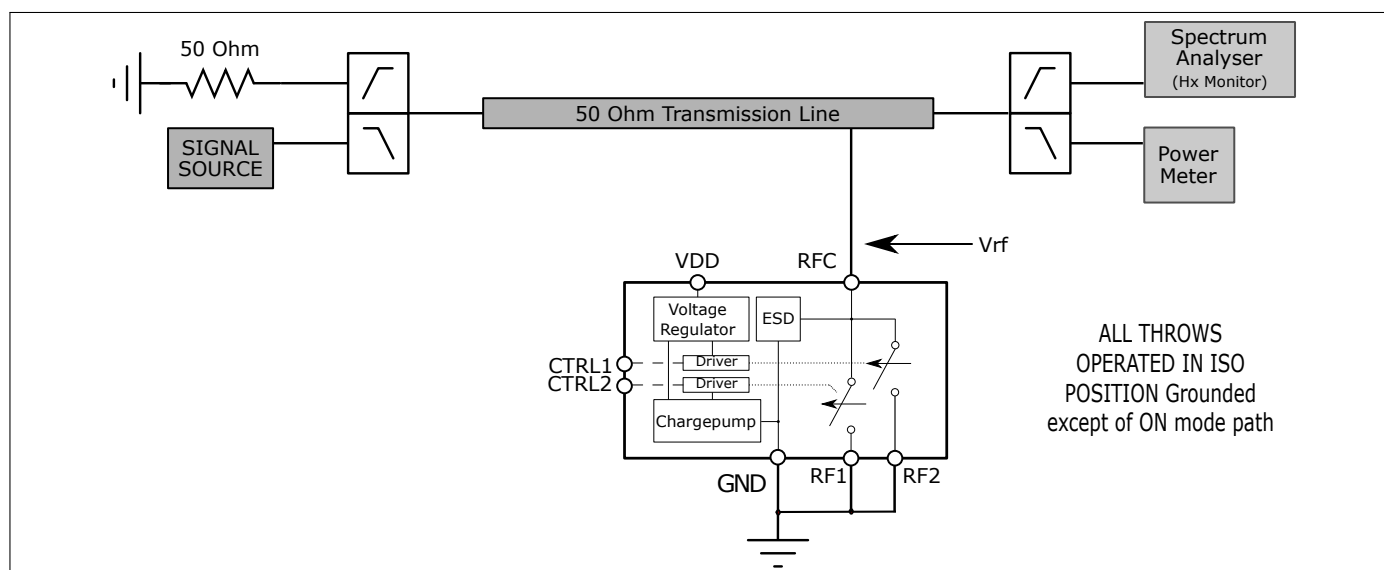 50 Ohm
SIGNAL
SOURCE
50 Ohm Transmission Line
Spectrum
Analyser
(Hx Monitor)
Power
Meter
Vrf
VDD
RFC
Voltage
Regulator
ESD
CTRL1
Driver
CTRL2
Driver
Chargepump
GND
RF1
RF2
ALL THROWS
OPERATED IN ISO
POSITION Grounded
except of ON mode path